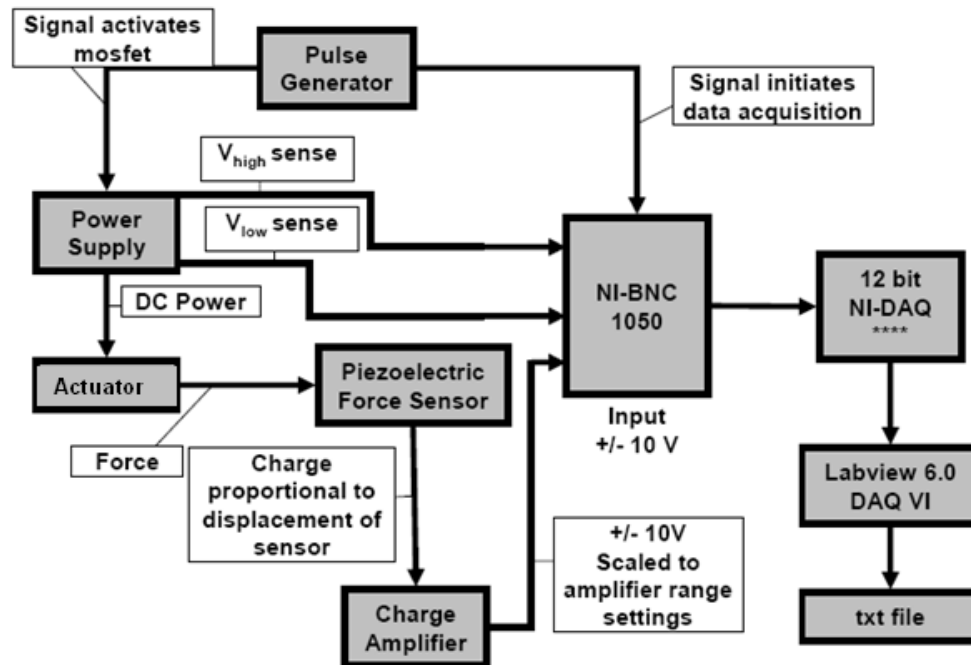 Signal activates
mosfet
Pulse
Generator
Signal initiates
data acquisition
Vhigh sense
Power
Supply
Vlow sense
DC Power
NI-BNC
1050
12 bit
NI-DAQ
****
Actuator
Piezoelectric
Force Sensor
Input
+/- 10 V
Force
Charge
proportional to
displacement of
sensor
Labview 6.0
DAQ VI
+/- 10V
Scaled to
amplifier range
settings
Charge
Amplifier
txt file